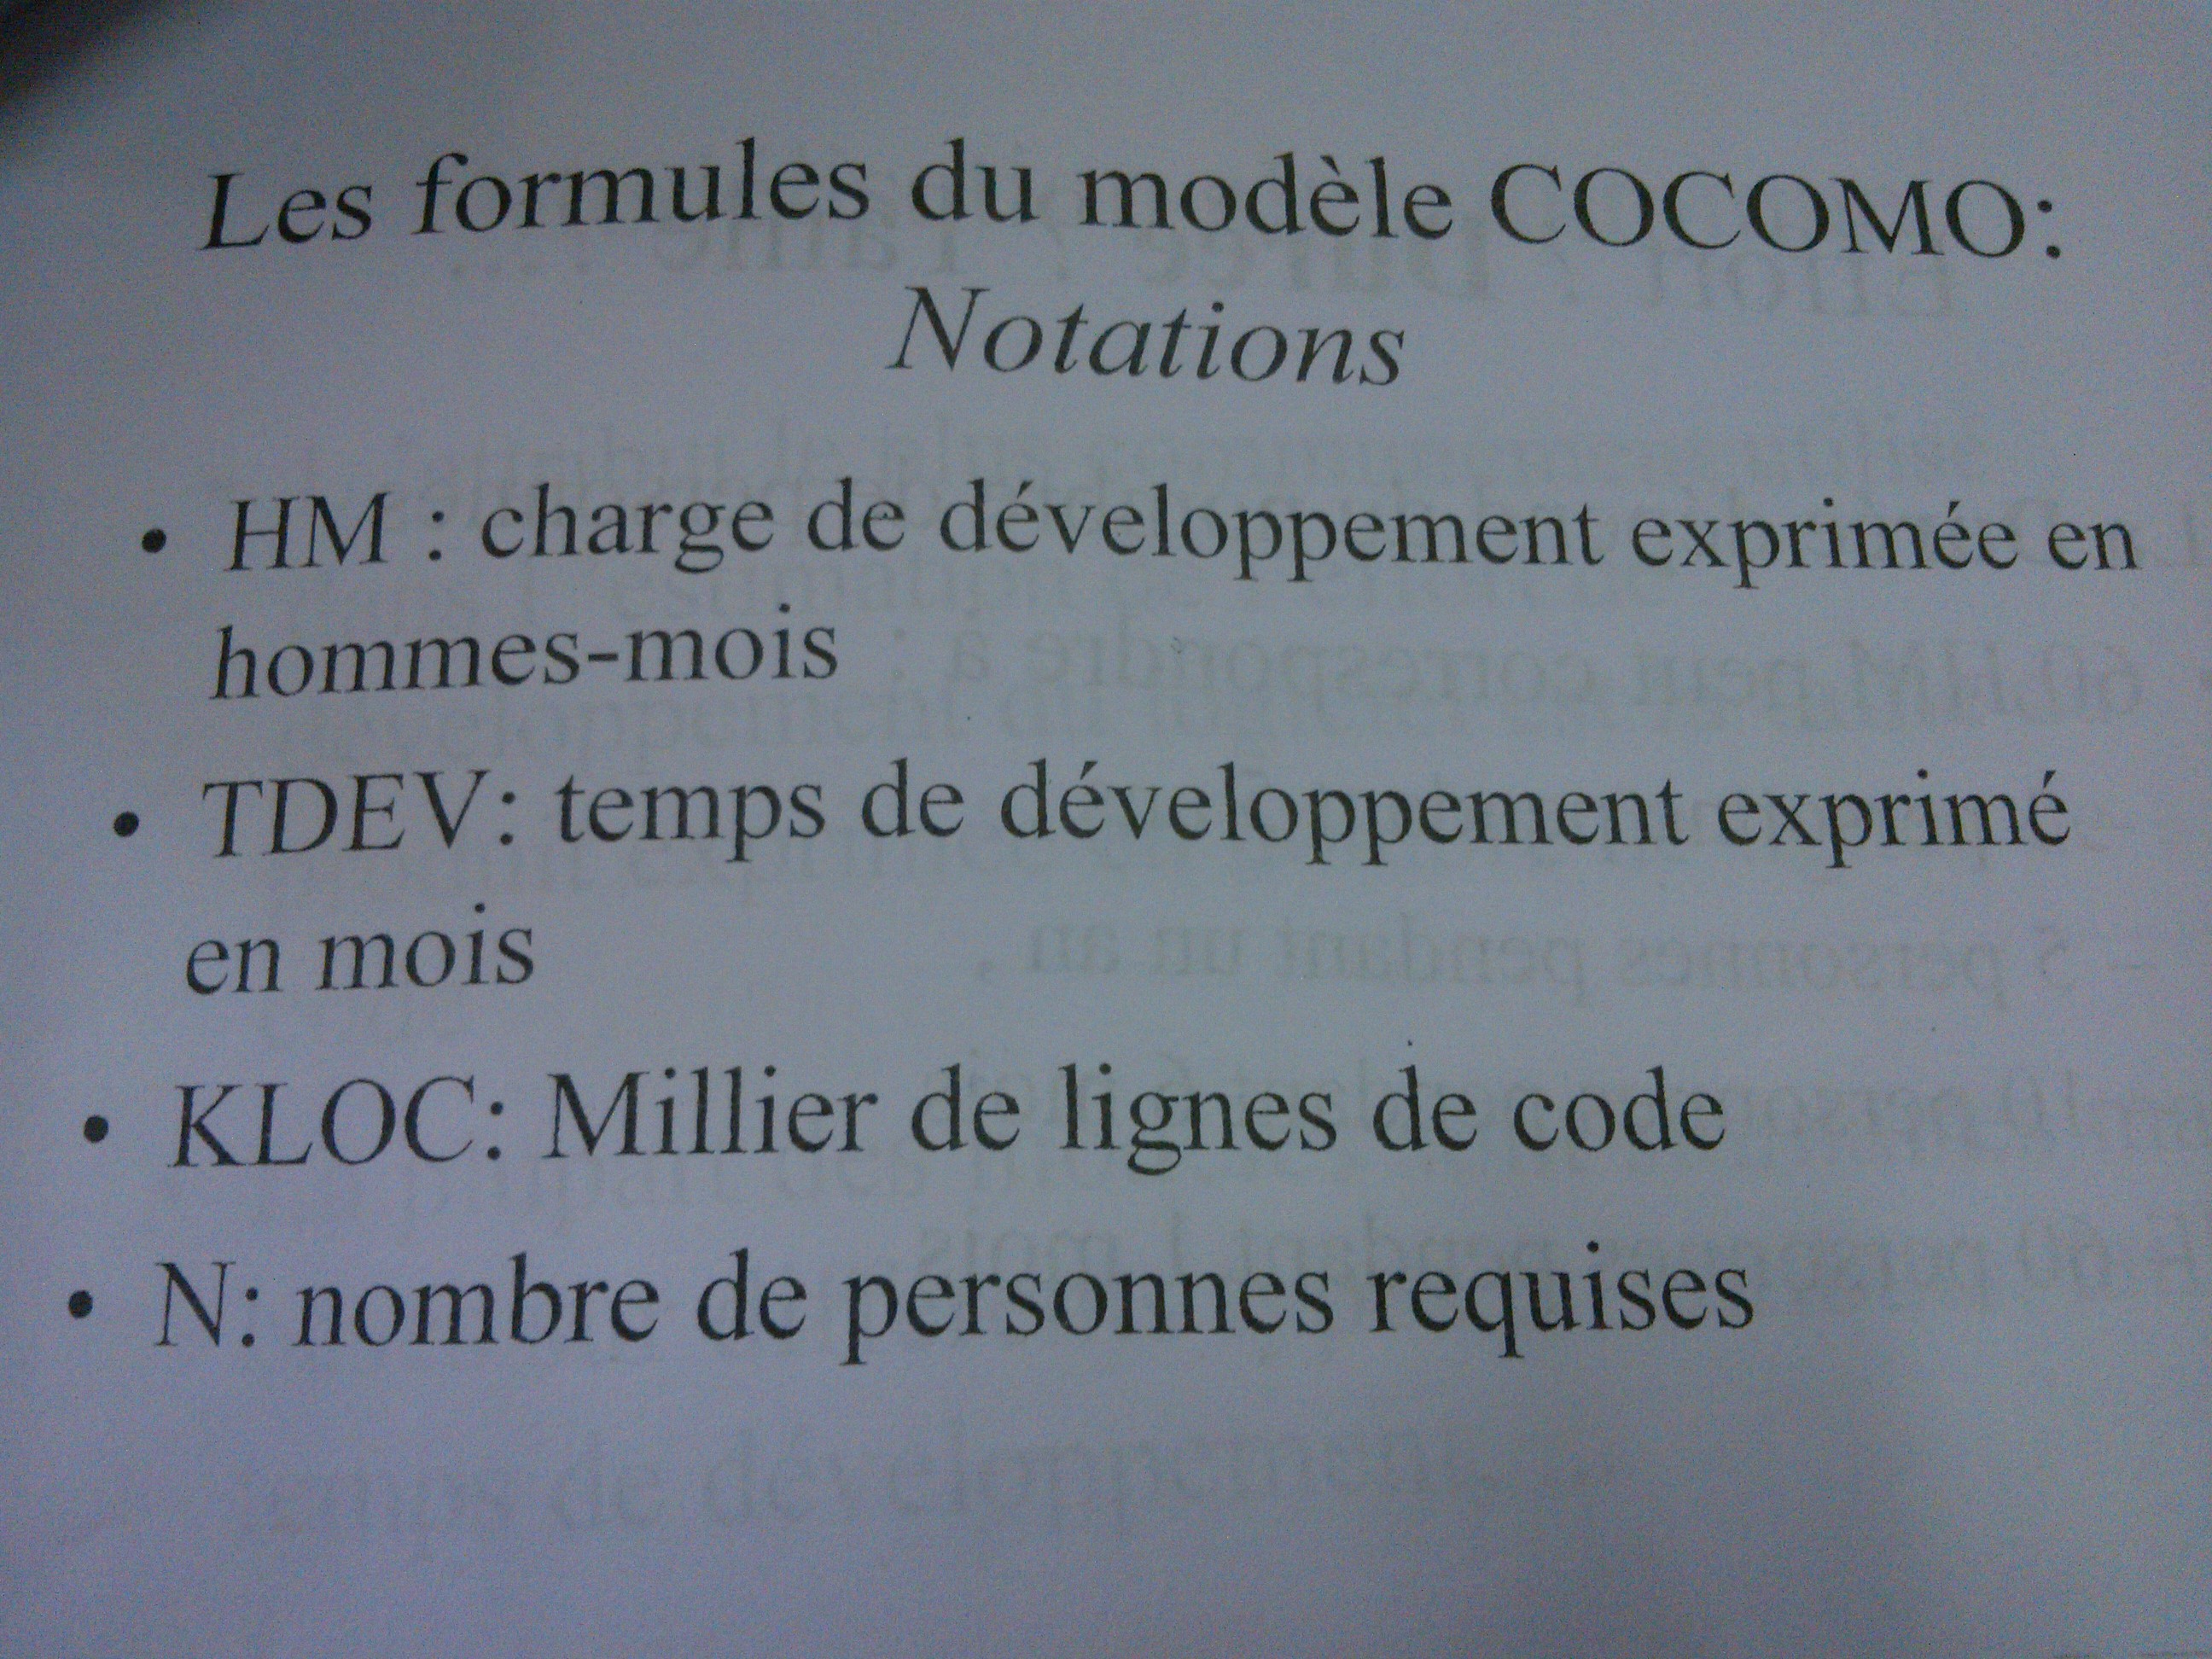 Les formules du modèle COCOMO:
Notations
• HM : charge de développement exprimée en
hommes-mois
• TDEV: temps de développement exprimé
en mois
• KLOC: Millier de lignes de code
• N: nombre de personnes requises